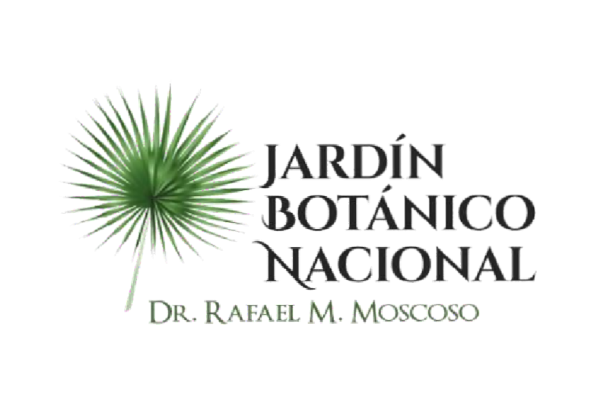 JARDÍN
BOTÁNICO
NACIONAL
DR. RAFAEL M. MOSCOSO